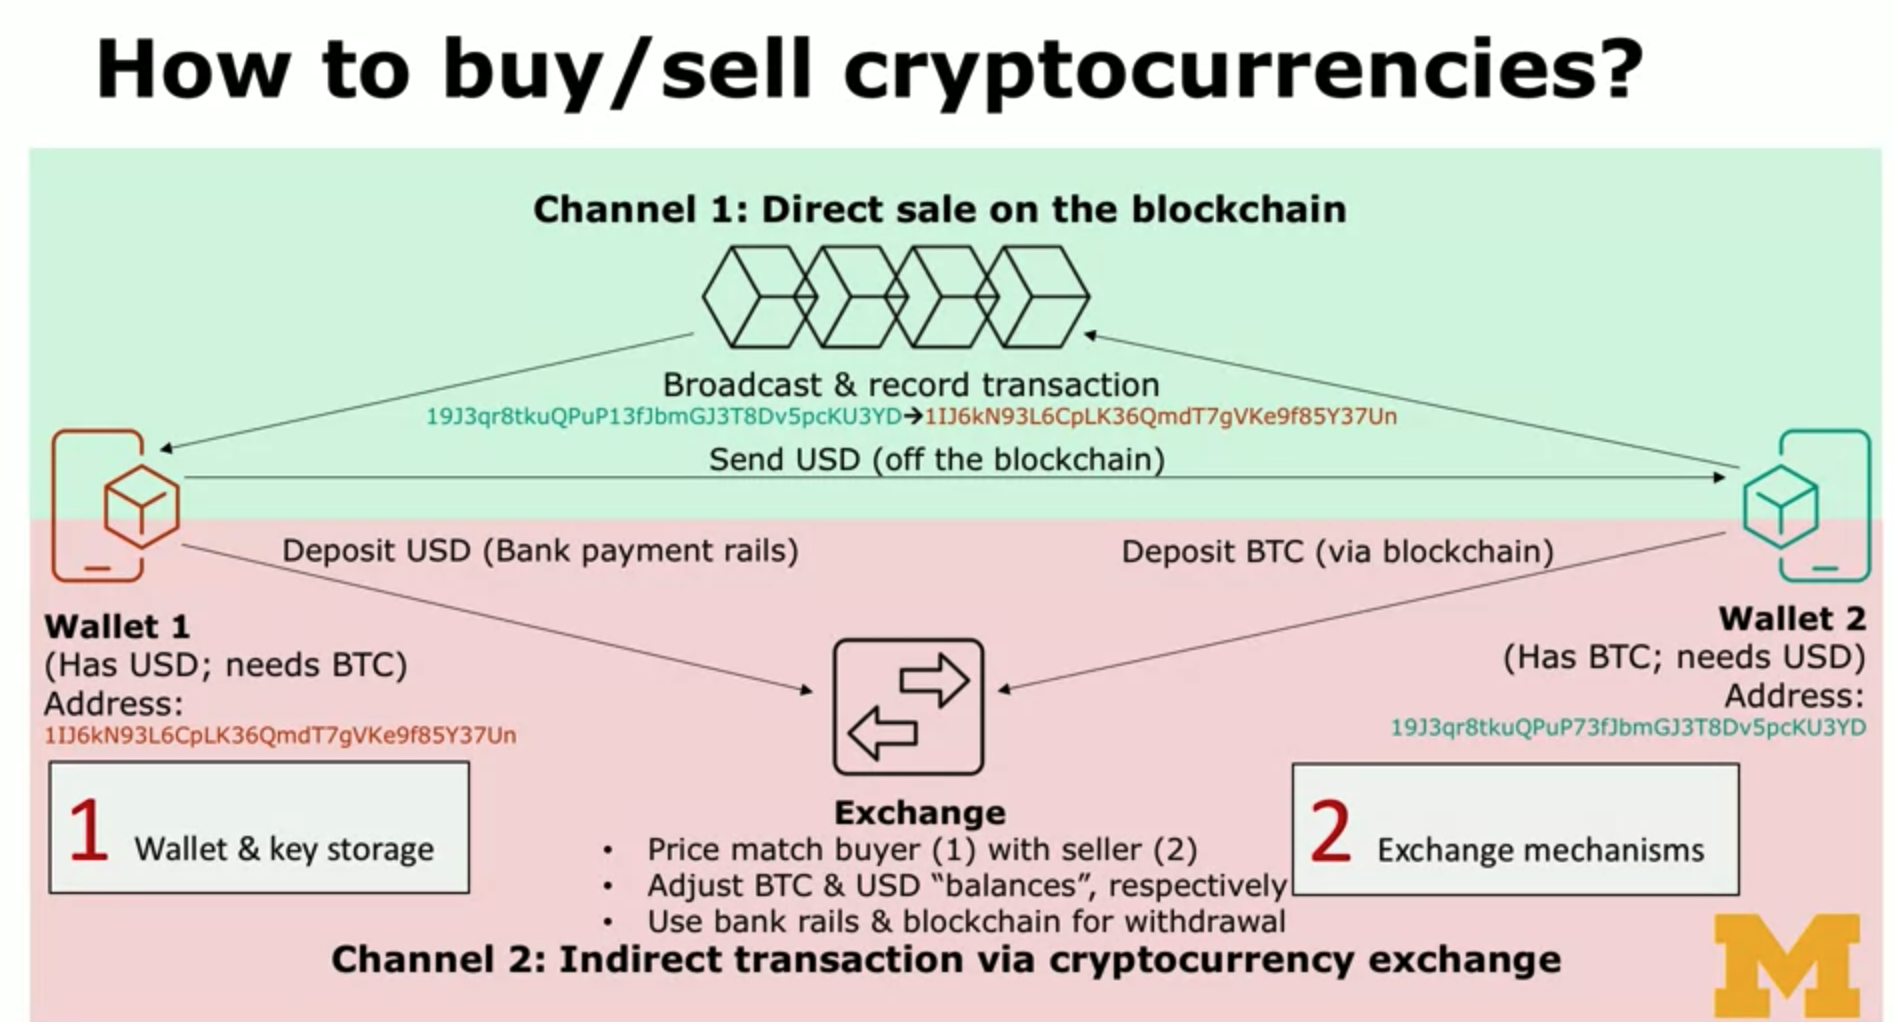 How to buy/sell cryptocurrencies?
Channel 1: Direct sale on the blockchain
Broadcast & record transaction
19J3qr8tkuQPuP13fJbmGJ3T8Dv5pcKU3YD➔1IJ6kN93L6CpLK36QmdT7gVKe9f85Y37Un
Send USD (off the blockchain)
Deposit USD (Bank payment rails)
Deposit BTC (via blockchain)
Wallet 1
(Has USD; needs BTC)
Address:
1IJ6kN93L6CpLK36QmdT7gVKe9f85Y37Un
Wallet 2
(Has BTC; needs USD)
Address:
19J3qr8tkuQPuP73fJbmGJ3T8Dv5pcKU3YD
1 Wallet & key storage
Exchange
• Price match buyer (1) with seller (2)
• Adjust BTC & USD “balances”, respectively
• Use bank rails & blockchain for withdrawal
2 Exchange mechanisms
Channel 2: Indirect transaction via cryptocurrency exchange
M